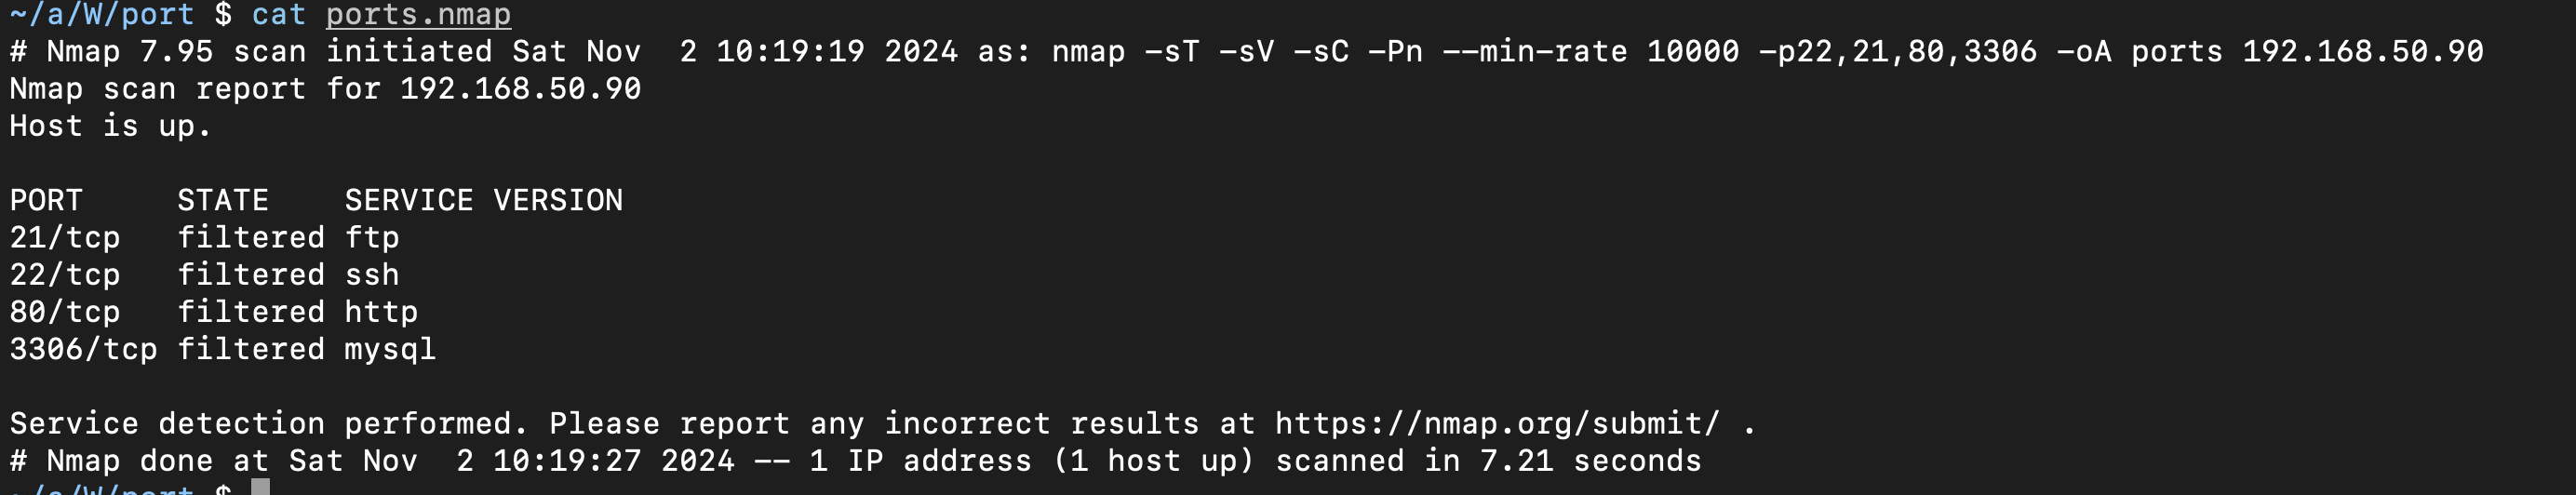 ~/a/W/port $ cat ports.nmap
# Nmap 7.95 scan initiated Sat Nov  2 10:19:19 2024 as: nmap -sT -sV -sC -Pn --min-rate 10000 -p22,21,80,3306 -oA ports 192.168.50.90
Nmap scan report for 192.168.50.90
Host is up.
PORT     STATE    SERVICE VERSION
21/tcp   filtered ftp
22/tcp   filtered ssh
80/tcp   filtered http
3306/tcp filtered mysql
Service detection performed. Please report any incorrect results at https://nmap.org/submit/ .
# Nmap done at Sat Nov  2 10:19:27 2024 -- 1 IP address (1 host up) scanned in 7.21 seconds
~/a/W/port $